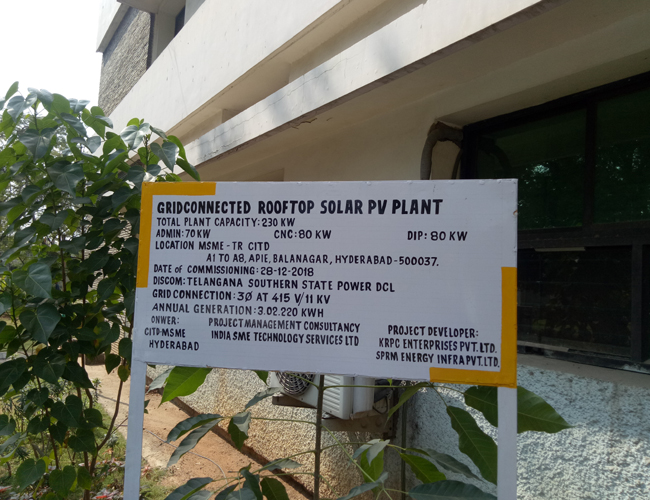 GRIDCONNECTED ROOFTOP SOLAR PV PLANT
TOTAL PLANT CAPACITY: 230 KW
ADMIN: 70 KW CNC: 80 KW DIP: 80 KW
LOCATION MSME - TR CITD
A1 TO A8, APIE, BALANAGAR, HYDERABAD-500037.
DATE OF COMMISSIONING: 28-12-2018
DISCOM: TELANGANA SOUTHERN STATE POWER DCL
GRID CONNECTION: 3Ø AT 415 V/11 KV
ANNUAL GENERATION: 3.02.220 KWH
ONWER: PROJECT MANAGEMENT CONSULTANCY PROJECT DEVELOPER:
CITD-MSME INDIA SME TECHNOLOGY SERVICES LTD KRPC ENTERPRISES PVT. LTD.
HYDERABAD SPRM ENERGY INFRA PVT. LTD.